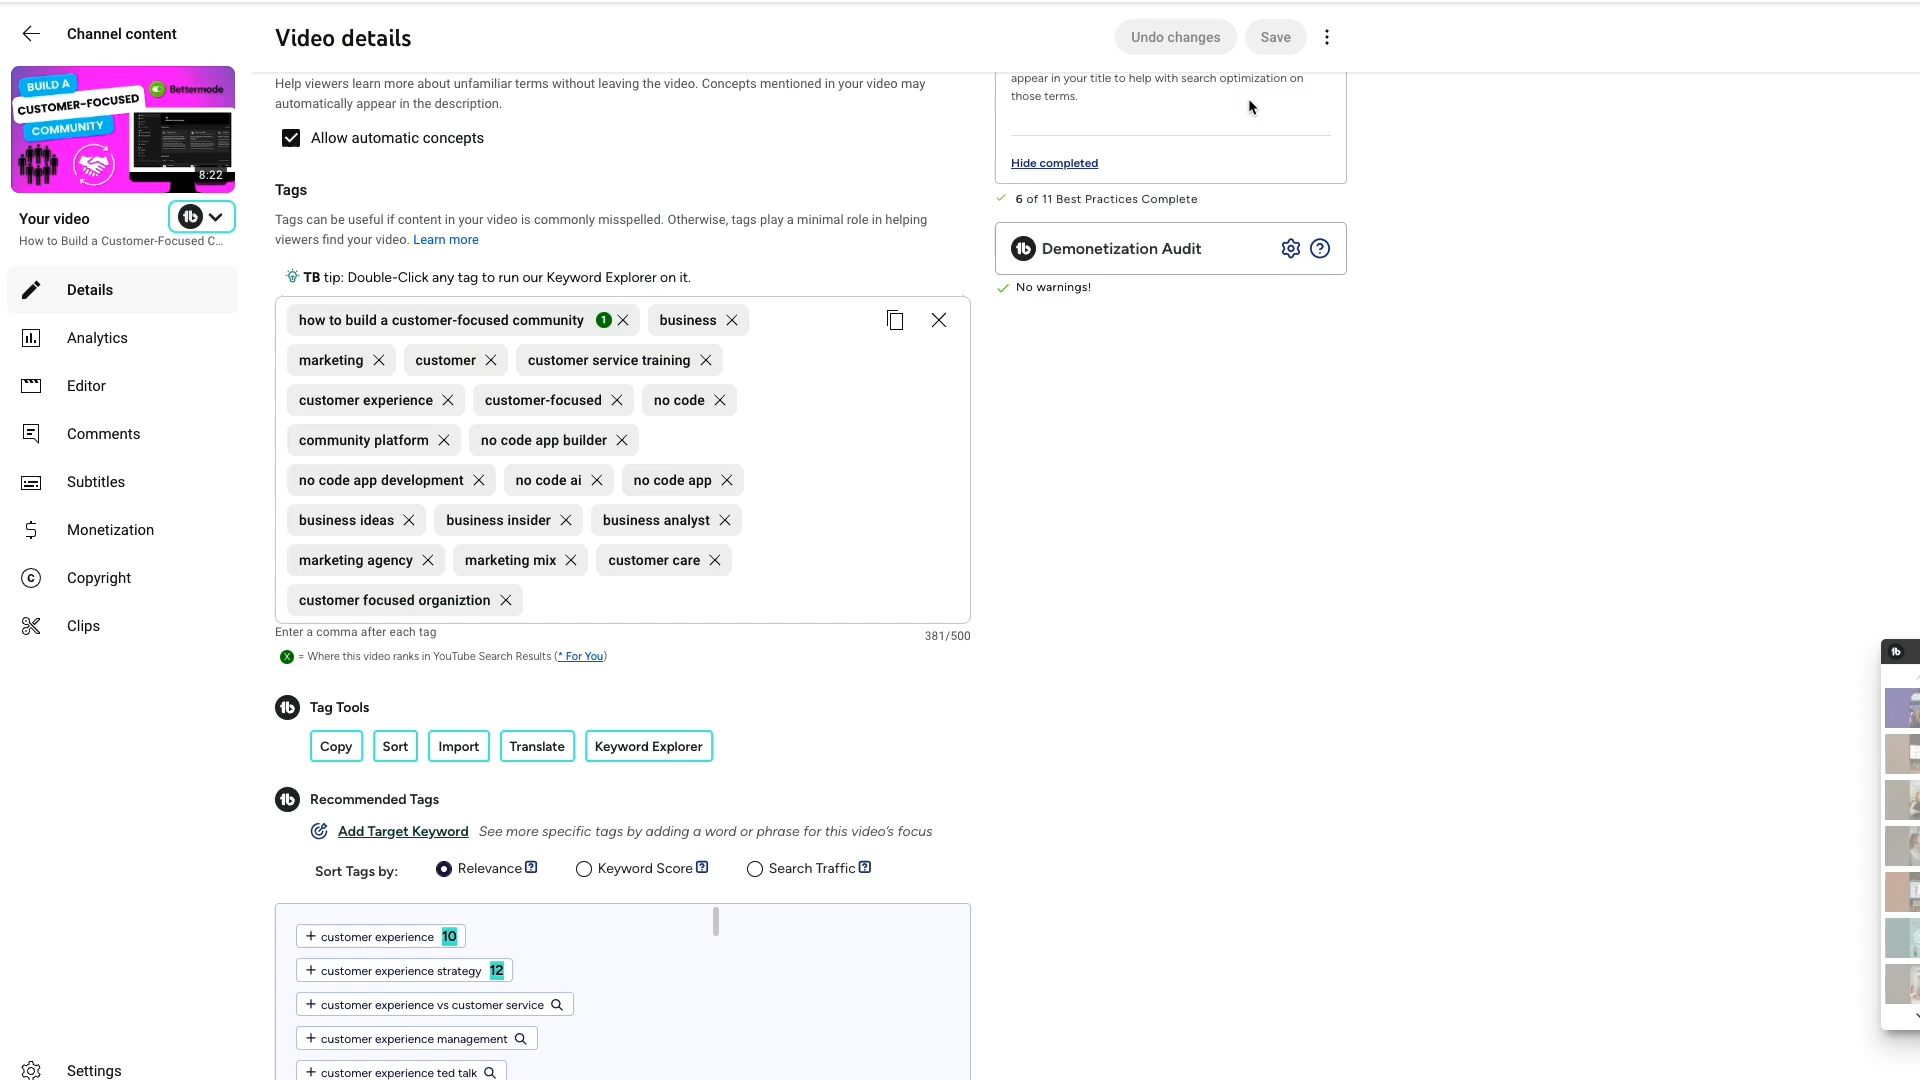 Channel content
Video details
Undo changes
Save
BUILD A
CUSTOMER-FOCUSED
COMMUNITY
Bettermode
8:22
Your video
How to Build a Customer-Focused C...
Details
Analytics
Editor
Comments
Subtitles
Monetization
Copyright
Clips
Settings
Help viewers learn more about unfamiliar terms without leaving the video. Concepts mentioned in your video may
automatically appear in the description.
Allow automatic concepts
Tags
Tags can be useful if content in your video is commonly misspelled. Otherwise, tags play a minimal role in helping
viewers find your video. Learn more
TB tip: Double-Click any tag to run our Keyword Explorer on it.
how to build a customer-focused community 1 business
marketing customer customer service training
customer experience customer-focused no code
community platform no code app builder
no code app development no code ai no code app
business ideas business insider business analyst
marketing agency marketing mix customer care
customer focused organiztion
Enter a comma after each tag 381/500
X = Where this video ranks in YouTube Search Results (* For You)
tb Tag Tools
Copy Sort Import Translate Keyword Explorer
tb Recommended Tags
Add Target Keyword See more specific tags by adding a word or phrase for this video's focus
Sort Tags by: Relevance ? Keyword Score ? Search Traffic ?
+ customer experience 10
+ customer experience strategy 12
+ customer experience vs customer service
+ customer experience management
+ customer experience ted talk
appear in your title to help with search optimization on
those terms.
Hide completed
6 of 11 Best Practices Complete
tb Demonetization Audit ?
No warnings!
tb